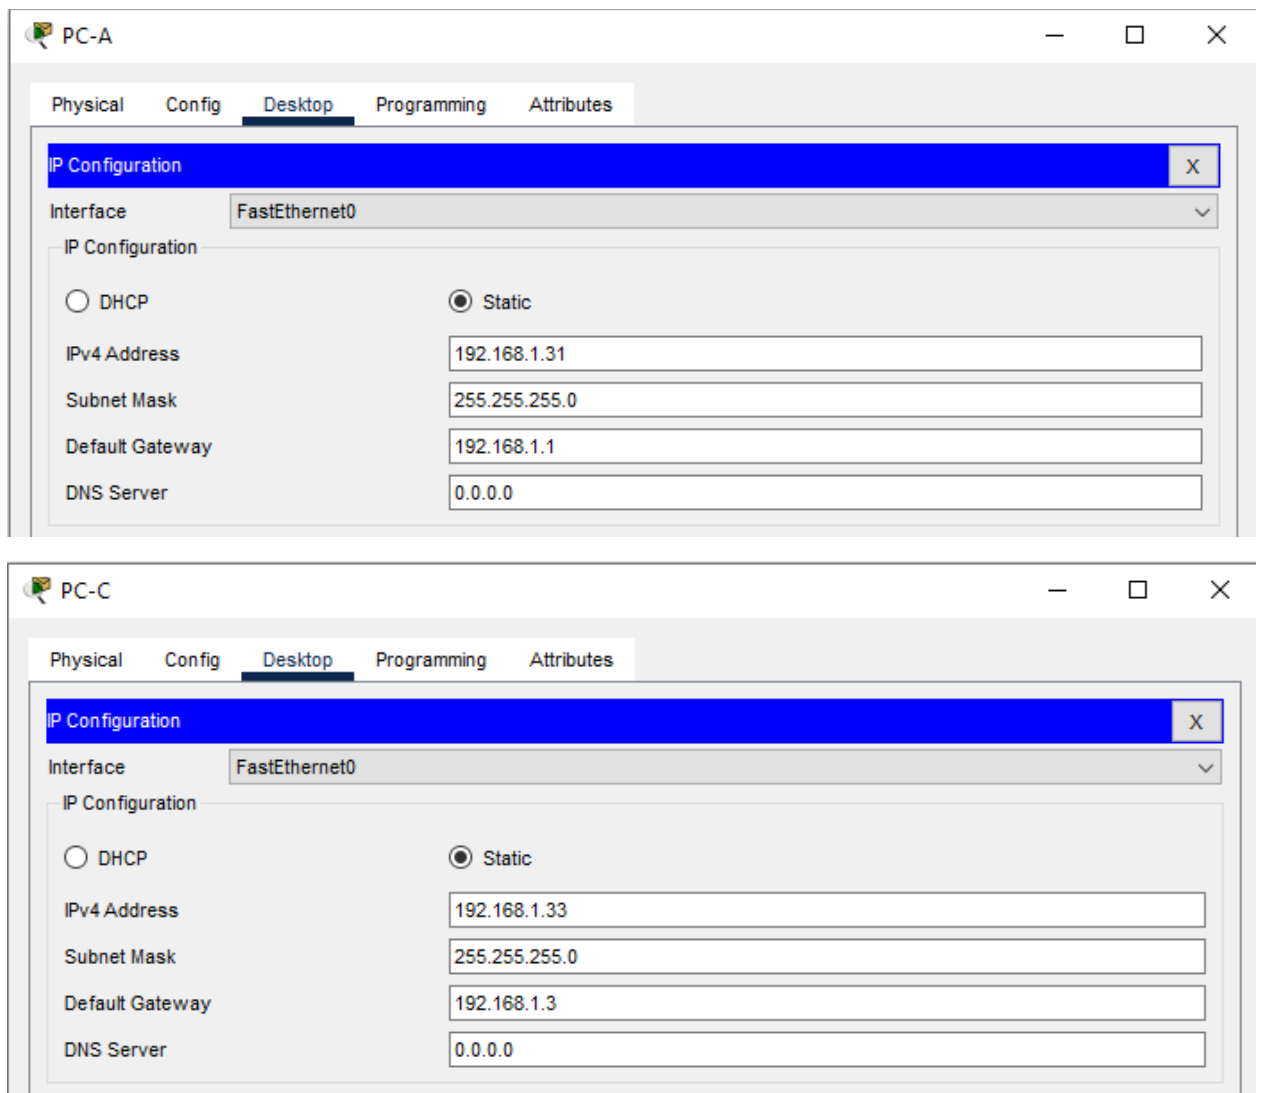 PC-A
Physical Config Desktop Programming Attributes
IP Configuration X
Interface FastEthernet0
IP Configuration
DHCP Static
IPv4 Address 192.168.1.31
Subnet Mask 255.255.255.0
Default Gateway 192.168.1.1
DNS Server 0.0.0.0
PC-C
Physical Config Desktop Programming Attributes
IP Configuration X
Interface FastEthernet0
IP Configuration
DHCP Static
IPv4 Address 192.168.1.33
Subnet Mask 255.255.255.0
Default Gateway 192.168.1.3
DNS Server 0.0.0.0